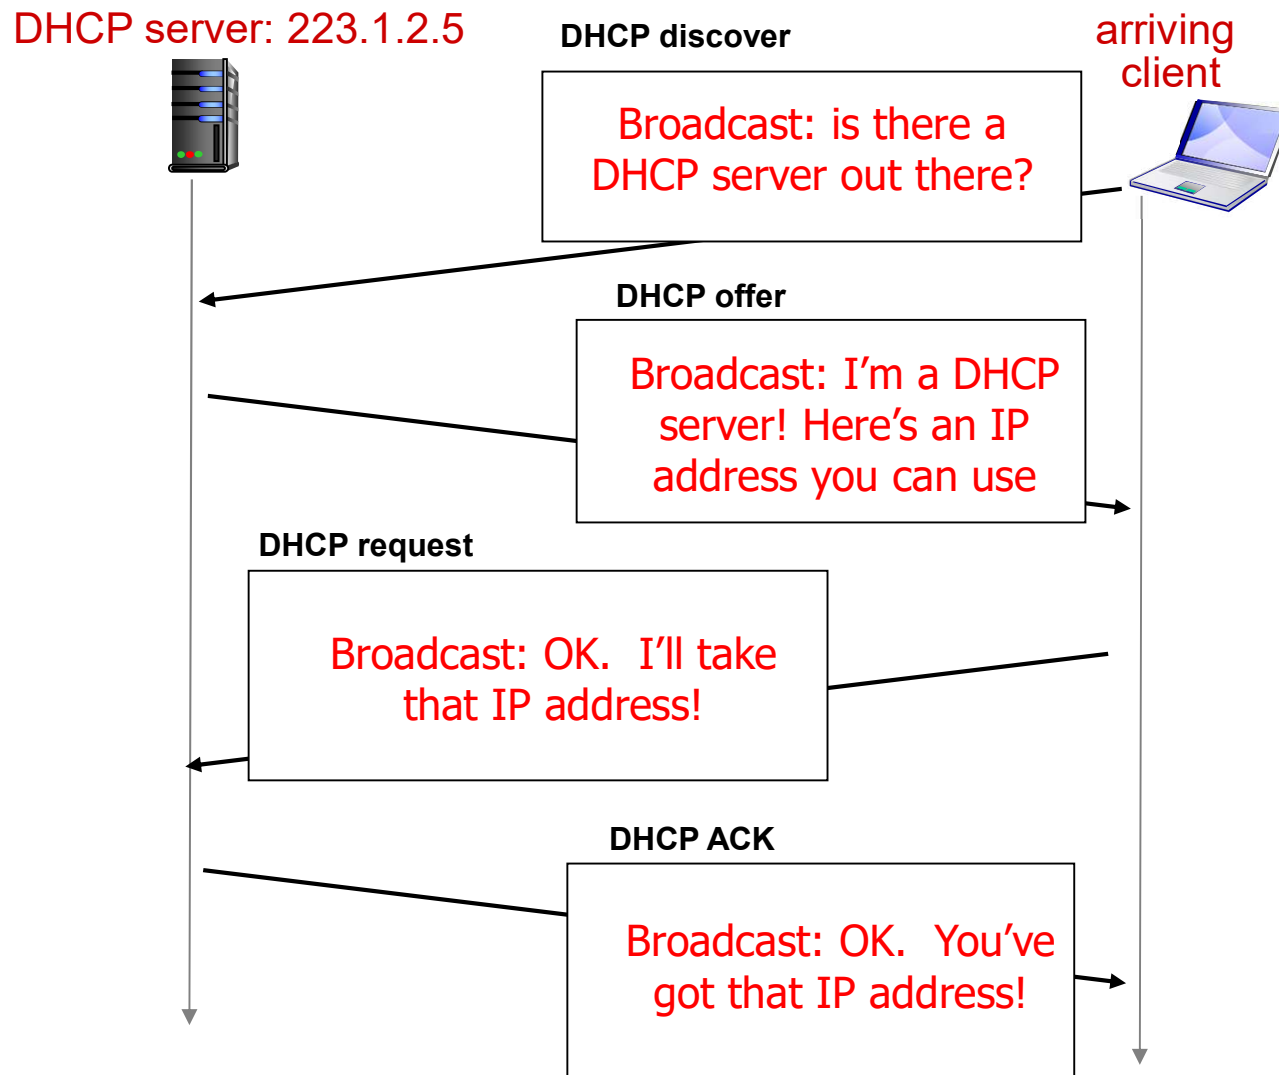 DHCP server: 223.1.2.5
DHCP discover
arriving
client
Broadcast: is there a
DHCP server out there?
DHCP offer
Broadcast: I’m a DHCP
server! Here’s an IP
address you can use
DHCP request
Broadcast: OK.  I’ll take
that IP address!
DHCP ACK
Broadcast: OK.  You’ve
got that IP address!